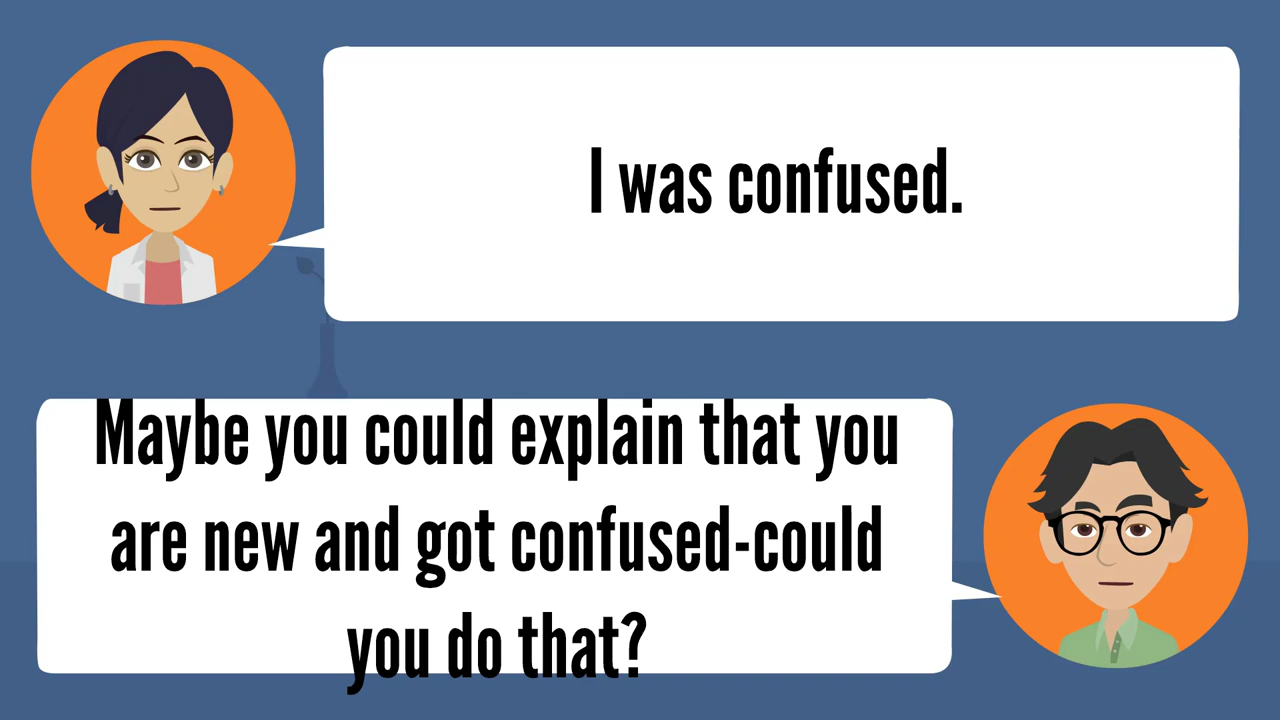 I was confused.
Maybe you could explain that you
are new and got confused-could
you do that?